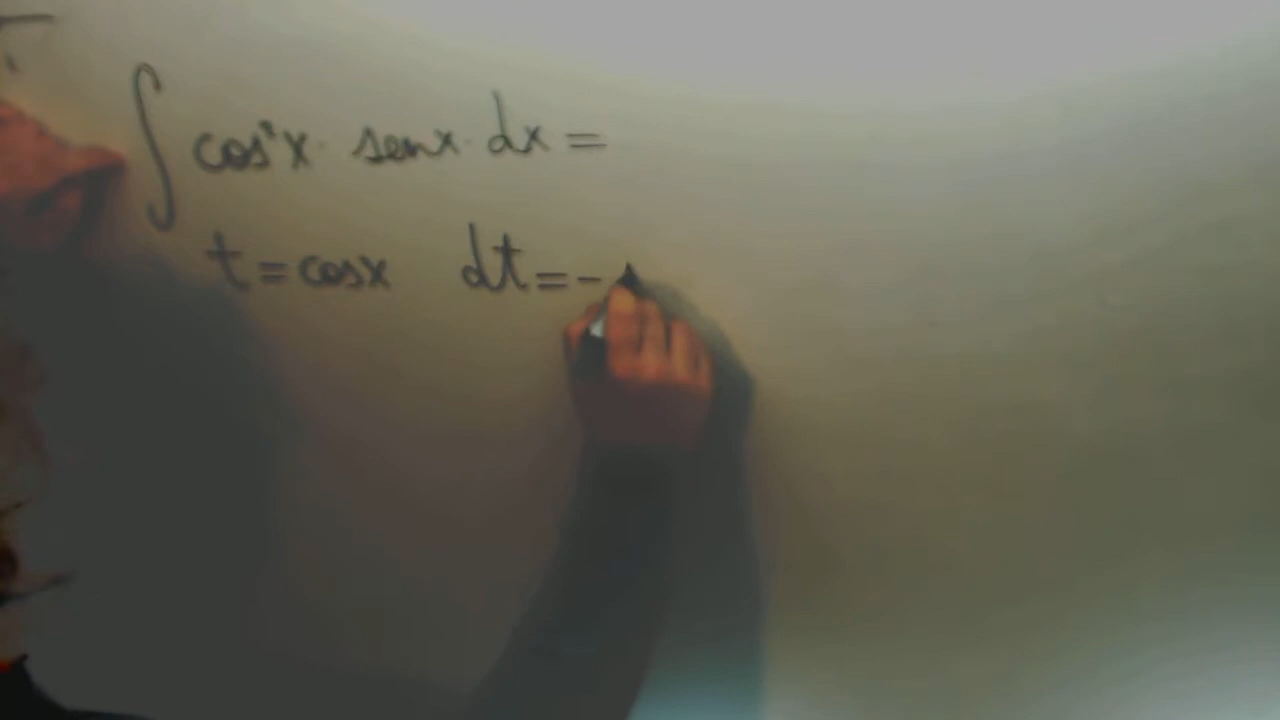 ∫ cos²x · senx · dx =
t = cosx dt = -